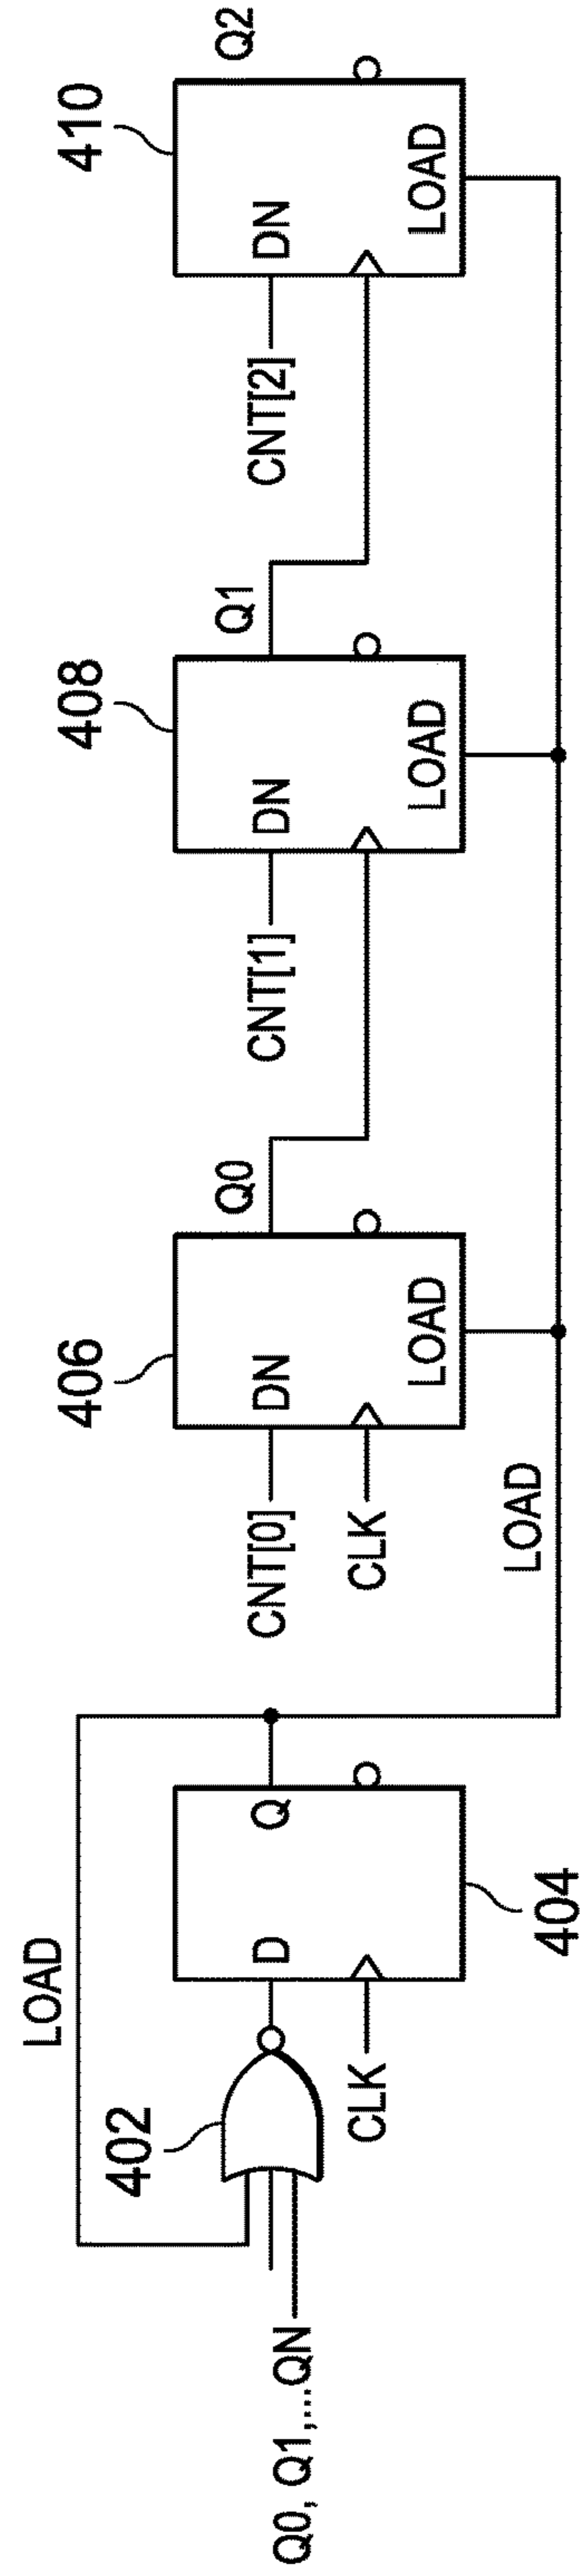 Q0, Q1,...QN
402
LOAD
D
Q
CLK
404
LOAD
CNT[0]
CLK
406
DN
LOAD
Q0
CNT[1]
408
DN
LOAD
Q1
CNT[2]
410
DN
LOAD
Q2